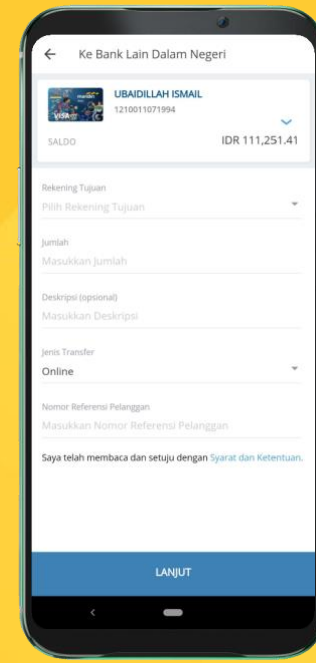 Ke Bank Lain Dalam Negeri
VISA
UBAIDILLAH ISMAIL
1210011071994
SALDO
IDR 111,251.41
Rekening Tujuan
Pilih Rekening Tujuan
Jumlah
Masukkan Jumlah
Deskripsi (opsional)
Masukkan Deskripsi
Jenis Transfer
Online
Nomor Referensi Pelanggan
Masukkan Nomor Referensi Pelanggan
Saya telah membaca dan setuju dengan Syarat dan Ketentuan.
LANJUT